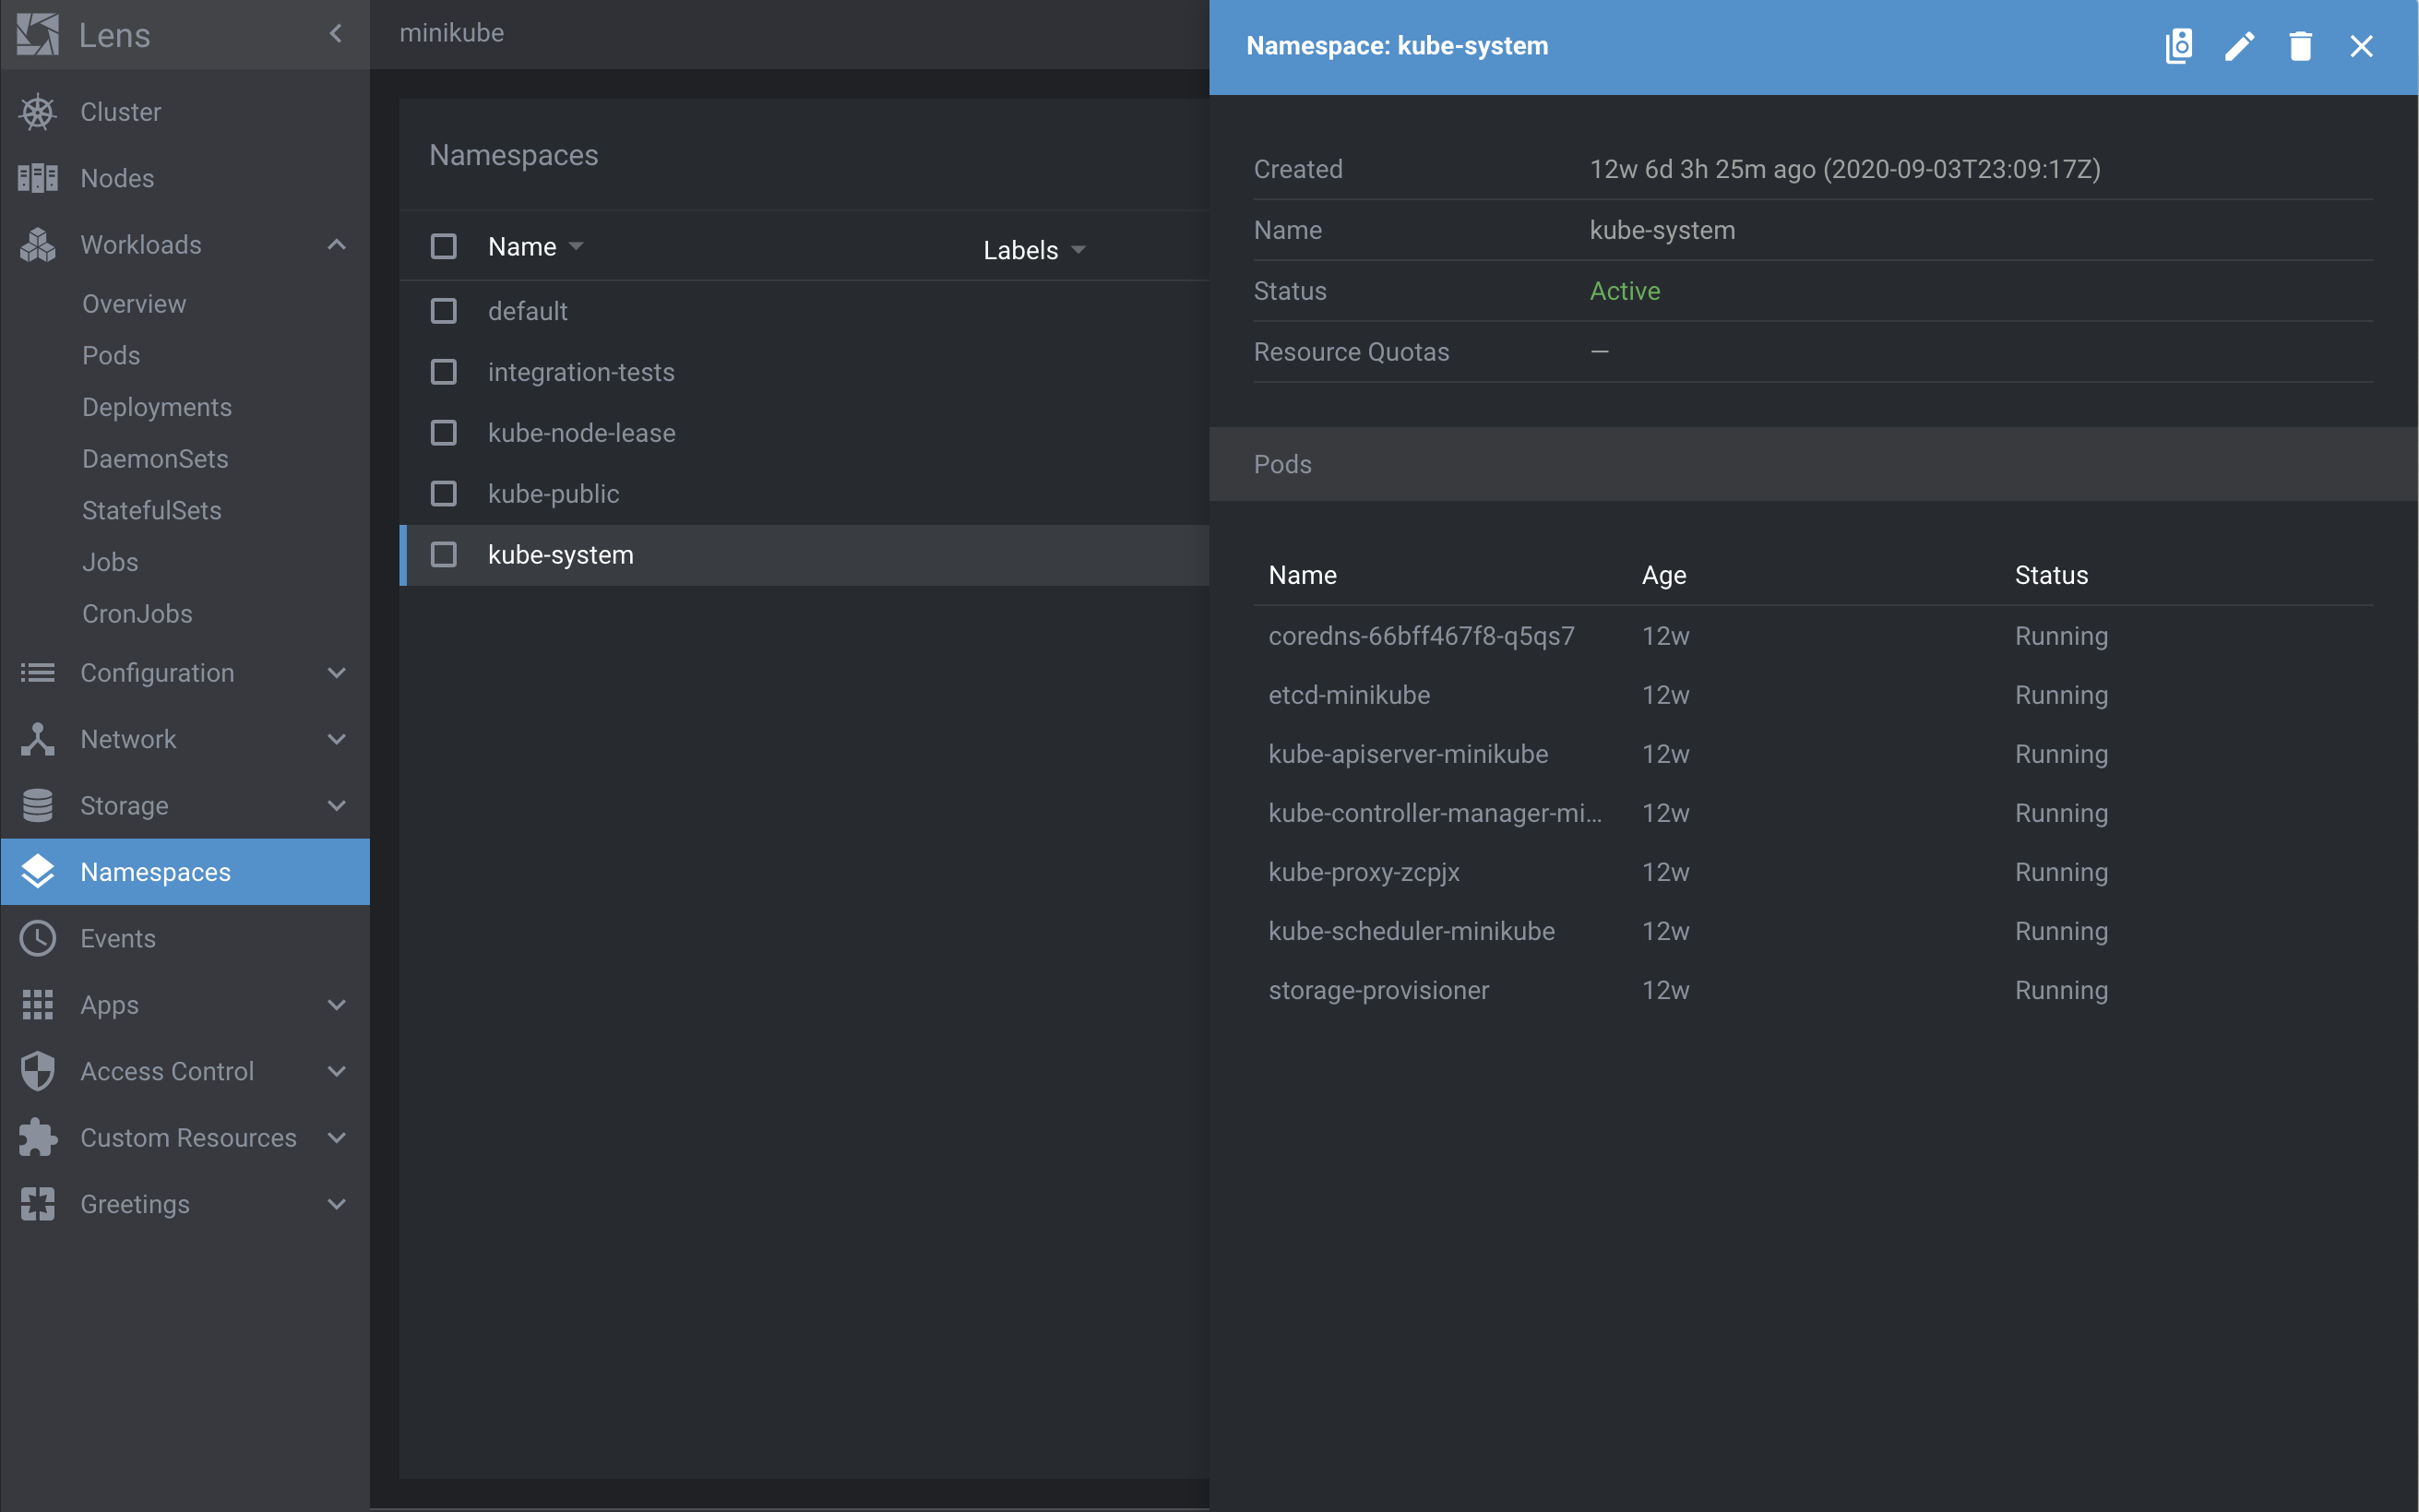 Lens
Cluster
Nodes
Workloads
Overview
Pods
Deployments
DaemonSets
StatefulSets
Jobs
CronJobs
Configuration
Network
Storage
Namespaces
Events
Apps
Access Control
Custom Resources
Greetings
minikube
Namespaces
Name Labels
default
integration-tests
kube-node-lease
kube-public
kube-system
Namespace: kube-system
Created 12w 6d 3h 25m ago (2020-09-03T23:09:17Z)
Name kube-system
Status Active
Resource Quotas —
Pods
Name Age Status
coredns-66bff467f8-q5qs7 12w Running
etcd-minikube 12w Running
kube-apiserver-minikube 12w Running
kube-controller-manager-mi... 12w Running
kube-proxy-zcpjx 12w Running
kube-scheduler-minikube 12w Running
storage-provisioner 12w Running